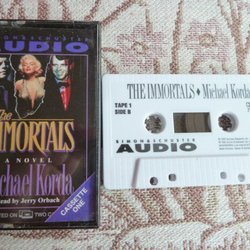 SIMON & SCHUSTER
AUDIO
The
IMMORTALS
A NOVEL
Michael Korda
Read by Jerry Orbach
CASSETTE
ONE
THE IMMORTALS ♦ Michael Korda
TAPE 1
SIDE B
SIMON & SCHUSTER
AUDIO